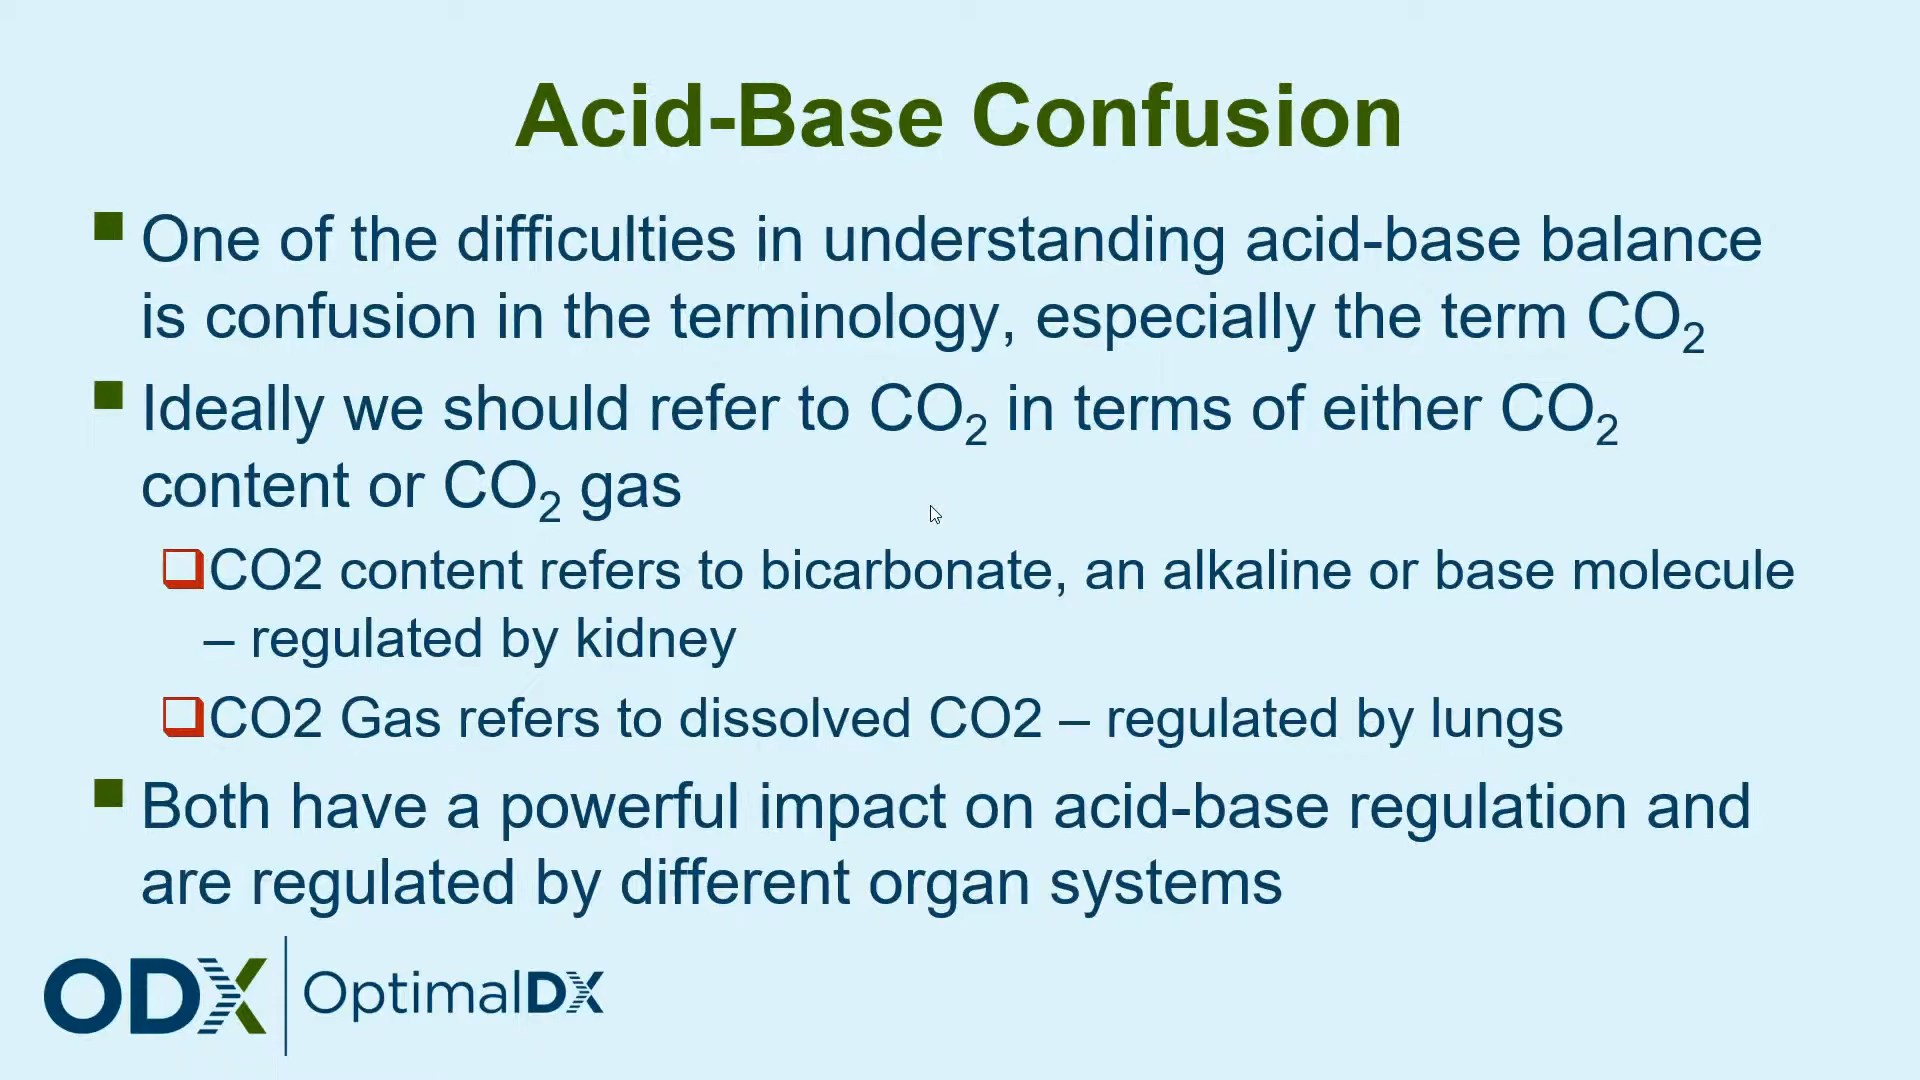 Acid-Base Confusion
One of the difficulties in understanding acid-base balance
is confusion in the terminology, especially the term CO₂
Ideally we should refer to CO₂ in terms of either CO₂
content or CO₂ gas
CO2 content refers to bicarbonate, an alkaline or base molecule
– regulated by kidney
CO2 Gas refers to dissolved CO2 – regulated by lungs
Both have a powerful impact on acid-base regulation and
are regulated by different organ systems
ODX OptimalDX